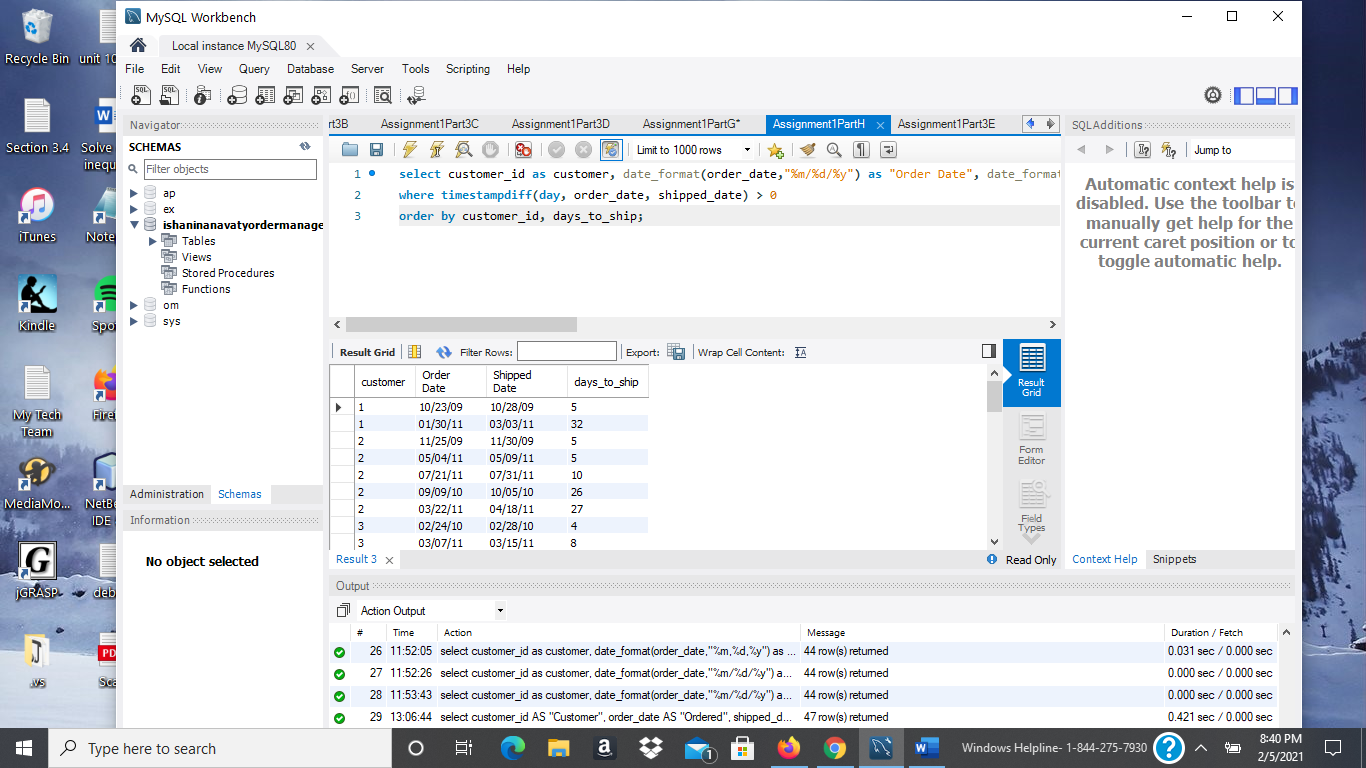 MySQL Workbench
Local instance MySQL80
File Edit View Query Database Server Tools Scripting Help
Recycle Bin
unit 10
Section 3.4
Solve
inequ
iTunes
Note
Kindle
Spot
My Tech
Team
Firef
MediaMo...
NetBe
IDE
jGRASP
deb
.vs
PDF
Sca
Navigator
SCHEMAS
Filter objects
ap
ex
ishaninanavatyordermanage
Tables
Views
Stored Procedures
Functions
om
sys
Administration Schemas
Information
No object selected
rt3B Assignment1Part3C Assignment1Part3D Assignment1PartG* Assignment1PartH Assignment1Part3E
Limit to 1000 rows
1 select customer_id as customer, date_format(order_date,"%m/%d/%y") as "Order Date", date_format
2 where timestampdiff(day, order_date, shipped_date) > 0
3 order by customer_id, days_to_ship;
Result Grid Filter Rows: Export: Wrap Cell Content:
customer Order Date Shipped Date days_to_ship
1 10/23/09 10/28/09 5
1 01/30/11 03/03/11 32
2 11/25/09 11/30/09 5
2 05/04/11 05/09/11 5
2 07/21/11 07/31/11 10
2 09/09/10 10/05/10 26
2 03/22/11 04/18/11 27
3 02/24/10 02/28/10 4
3 03/07/11 03/15/11 8
Result
Grid
Form
Editor
Field
Types
Result 3
Read Only
SQLAdditions
Jump to
Automatic context help is
disabled. Use the toolbar to
manually get help for the
current caret position or to
toggle automatic help.
Context Help Snippets
Output
Action Output
# Time Action Message Duration / Fetch
26 11:52:05 select customer_id as customer, date_format(order_date,"%m,%d,%y") as ... 44 row(s) returned 0.031 sec / 0.000 sec
27 11:52:26 select customer_id as customer, date_format(order_date,"%m/%d/%y") a... 44 row(s) returned 0.000 sec / 0.000 sec
28 11:53:43 select customer_id as customer, date_format(order_date,"%m/%d/%y") a... 44 row(s) returned 0.000 sec / 0.000 sec
29 13:06:44 select customer_id AS "Customer", order_date AS "Ordered", shipped_d... 47 row(s) returned 0.421 sec / 0.000 sec
Type here to search
1
Windows Helpline- 1-844-275-7930
8:40 PM
2/5/2021